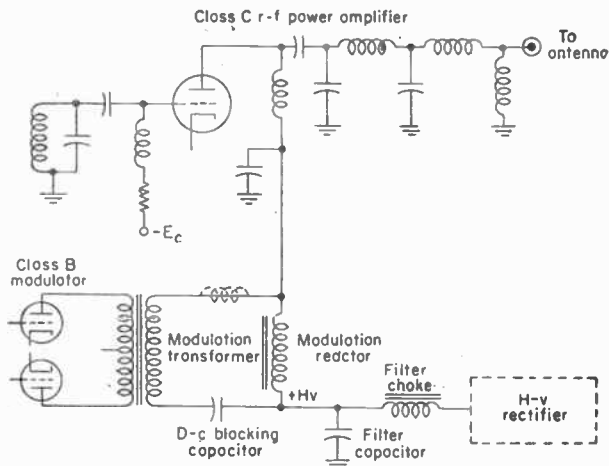 Class C r-f power amplifier
To
antenna
-Ec
Class B
modulator
Modulation
transformer
Modulation
reactor
+Hv
Filter
choke
H-v
rectifier
D-c blocking
capacitor
Filter capacitor